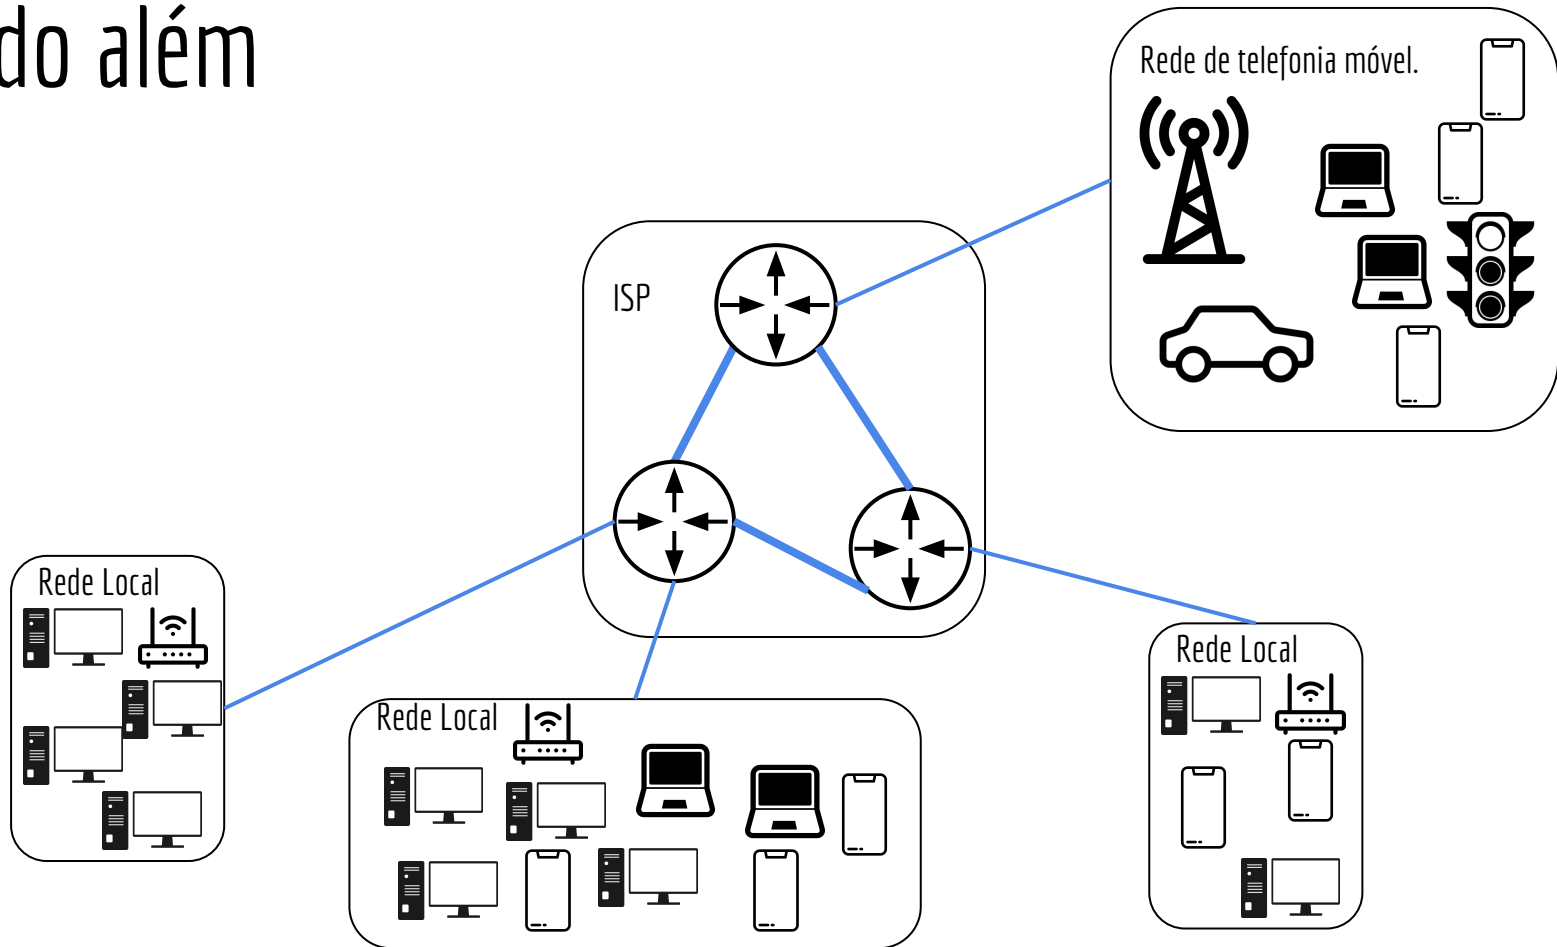 do além
Rede de telefonia móvel.
ISP
Rede Local
Rede Local
Rede Local